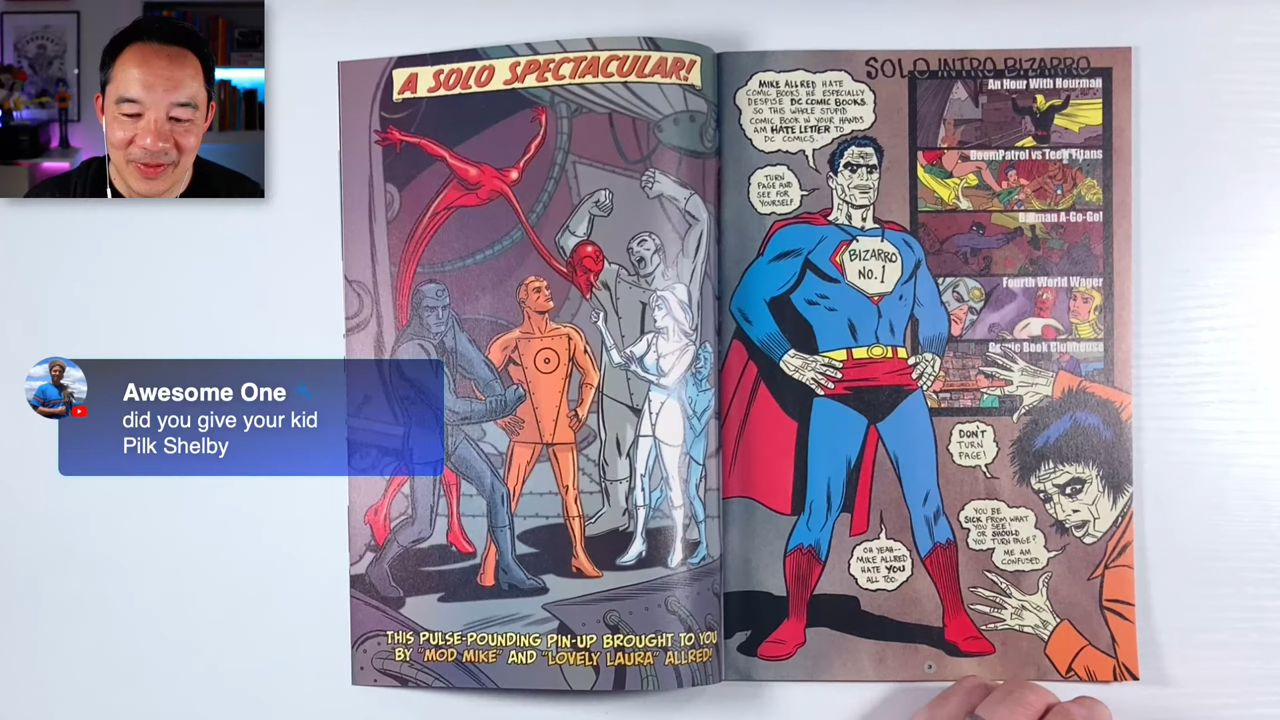 A SOLO SPECTACULAR!
THIS PULSE-POUNDING PIN-UP BROUGHT TO YOU
BY "MOD MIKE" AND "LOVELY LAURA" ALLRED!
Awesome One
did you give your kid
Pilk Shelby
SOLO INTRO BIZARRO
MIKE ALLRED HATE
COMIC BOOKS. HE ESPECIALLY
DESPISE DC COMIC BOOKS.
SO THIS WHOLE STUPID
COMIC BOOK IN YOUR HANDS
AM HATE LETTER TO
DC COMICS.
TURN
PAGE AND
SEE FOR
YOURSELF.
BIZARRO
NO. 1
An Hour With Hourman
DoomPatrol vs Teen Titans
Batman A-Go-Go!
Fourth World Wager
Comic Book Clubhouse
DON'T
TURN
PAGE!
YOU BE
SICK FROM WHAT
YOU SEE!
OR SHOULD
YOU TURN PAGE?
ME AM
CONFUSED.
OH YEAH--
MIKE ALLRED
HATE YOU
ALL TOO.
3